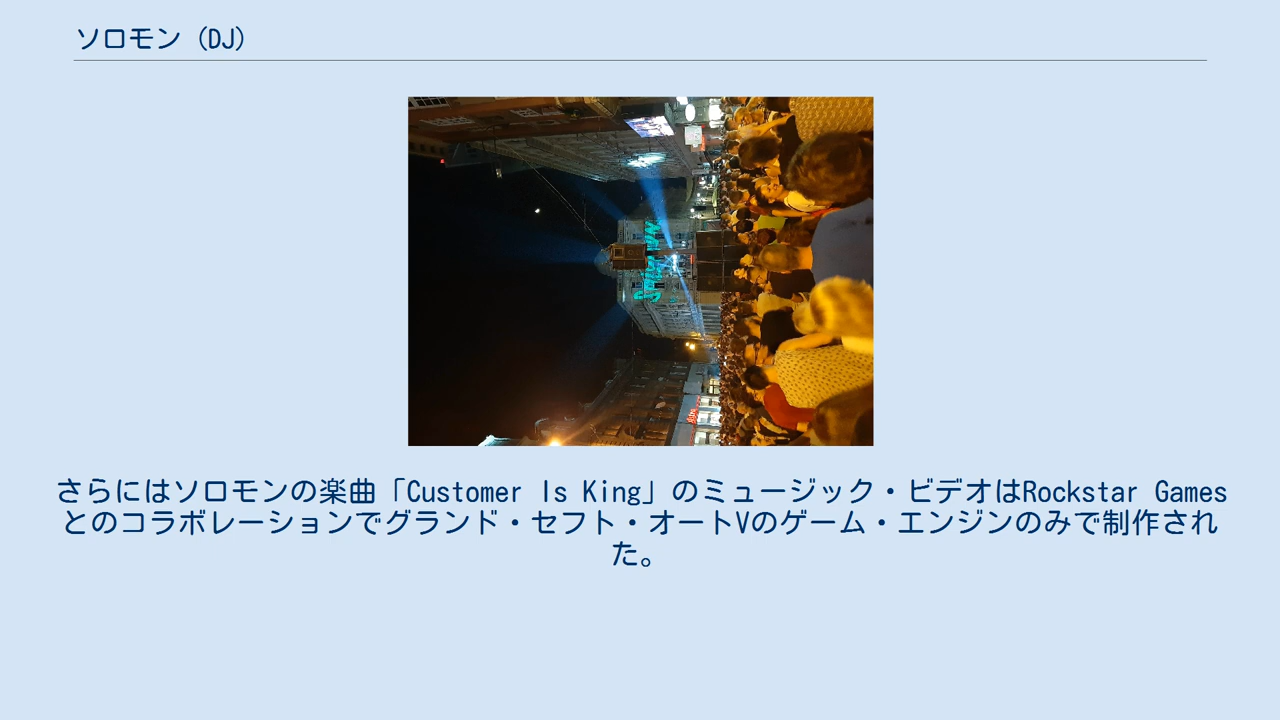 ソロモン（DJ）
さらにはソロモンの楽曲「Customer Is King」のミュージック・ビデオはRockstar Games
とのコラボレーションでグランド・セフト・オートVのゲーム・エンジンのみで制作され
た。